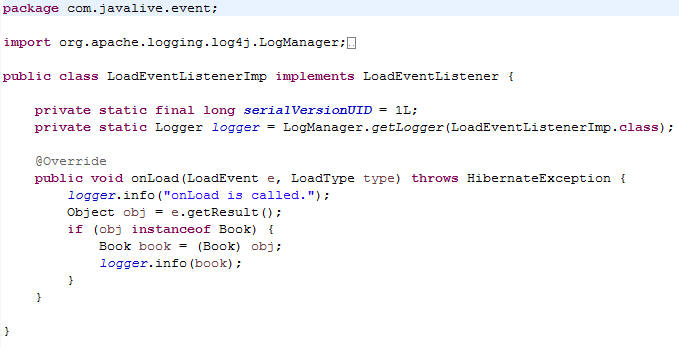 package com.javalive.event;
import org.apache.logging.log4j.LogManager;
public class LoadEventListenerImp implements LoadEventListener {
private static final long serialVersionUID = 1L;
private static Logger logger = LogManager.getLogger(LoadEventListenerImp.class);
@Override
public void onLoad(LoadEvent e, LoadType type) throws HibernateException {
logger.info("onLoad is called.");
Object obj = e.getResult();
if (obj instanceof Book) {
Book book = (Book) obj;
logger.info(book);
}
}
}